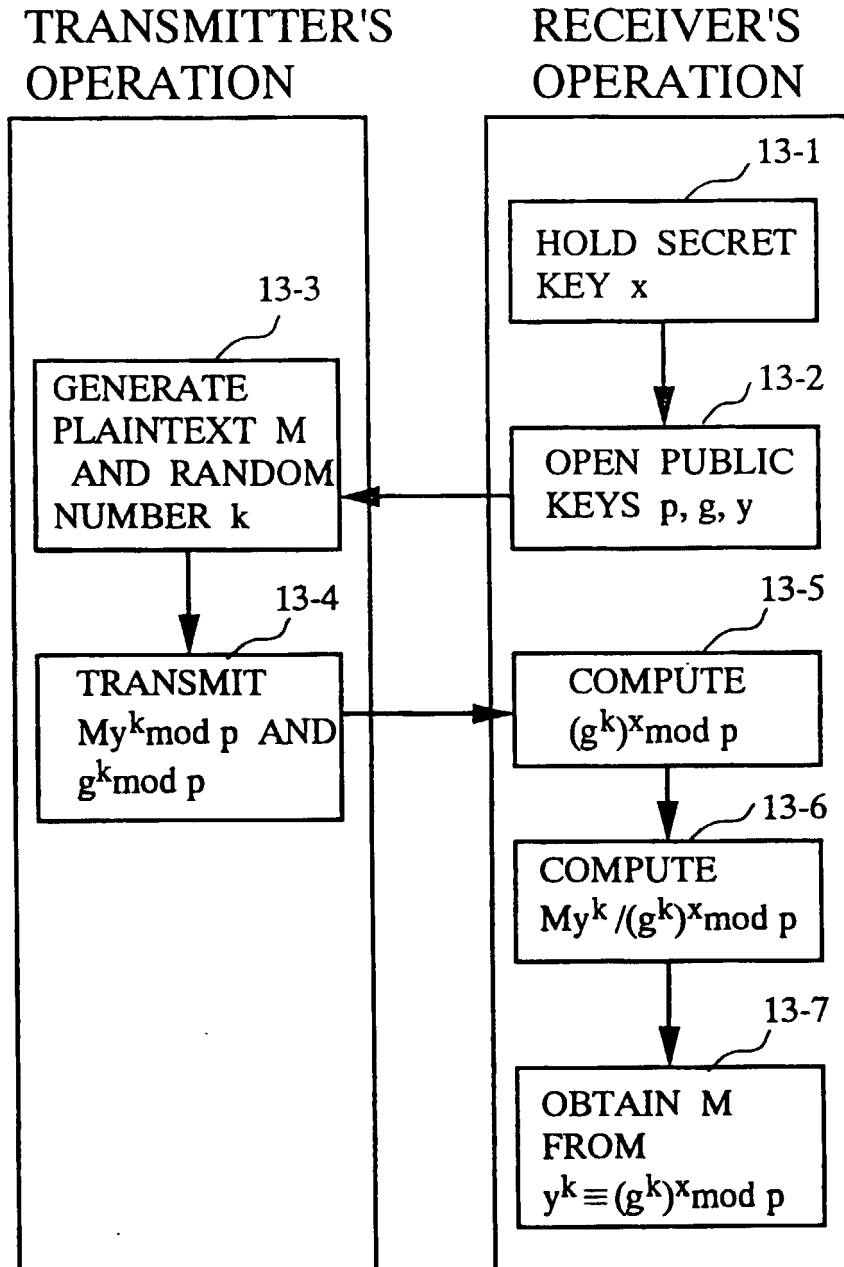 TRANSMITTER'S
OPERATION
RECEIVER'S
OPERATION
13-1
HOLD SECRET
KEY x
13-2
OPEN PUBLIC
KEYS p, g, y
13-3
GENERATE
PLAINTEXT M
AND RANDOM
NUMBER k
13-4
TRANSMIT
My^k mod p AND
g^k mod p
13-5
COMPUTE
(g^k)^x mod p
13-6
COMPUTE
My^k /(g^k)^x mod p
13-7
OBTAIN M
FROM
y^k ≡ (g^k)^x mod p